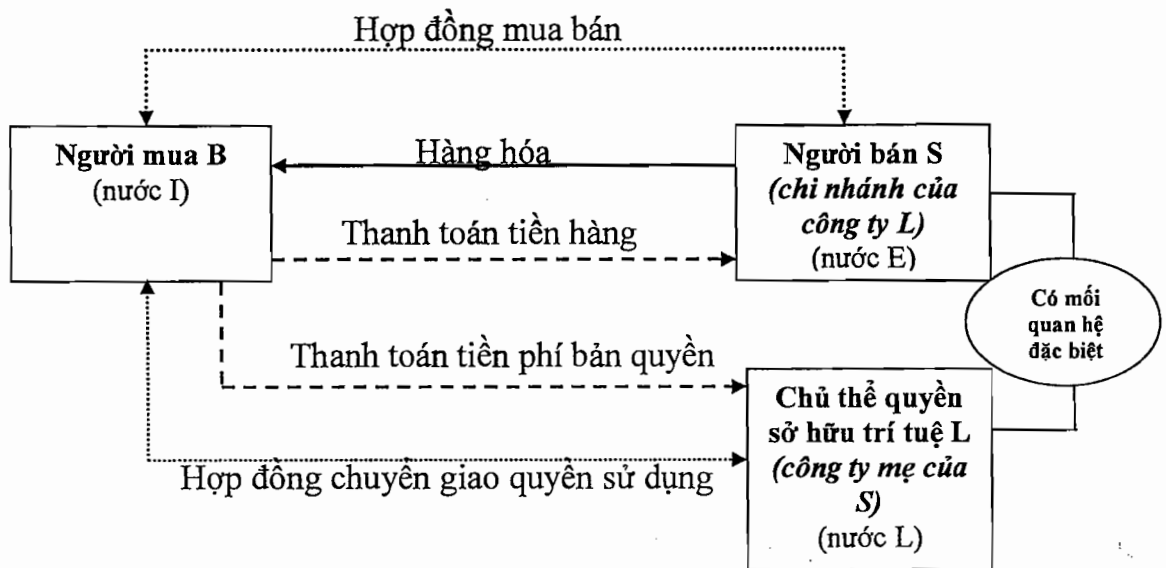 Hợp đồng mua bán
Người mua B
(nước I)
Hàng hóa
Người bán S
(chi nhánh của
công ty L)
(nước E)
Thanh toán tiền hàng
Có mối
quan hệ
đặc biệt
Thanh toán tiền phí bản quyền
Chủ thể quyền
sở hữu trí tuệ L
(công ty mẹ của
S)
(nước L)
Hợp đồng chuyển giao quyền sử dụng